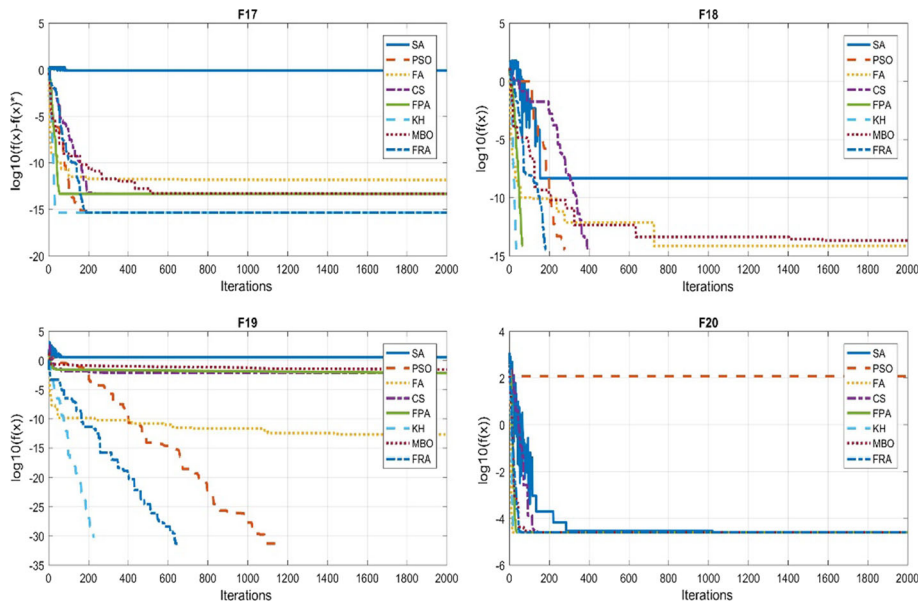 F17
log10(f(x)-f(x)*)
5
0
-5
-10
-15
-20
0 200 400 600 800 1000 1200 1400 1600 1800 2000
Iterations
SA
PSO
FA
CS
FPA
KH
MBO
FRA
F18
log10(f(x))
5
0
-5
-10
-15
0 200 400 600 800 1000 1200 1400 1600 1800 2000
Iterations
SA
PSO
FA
CS
FPA
KH
MBO
FRA
F19
log10(f(x))
5
0
-5
-10
-15
-20
-25
-30
-35
0 200 400 600 800 1000 1200 1400 1600 1800 2000
Iterations
SA
PSO
FA
CS
FPA
KH
MBO
FRA
F20
log10(f(x))
4
2
0
-2
-4
-6
0 200 400 600 800 1000 1200 1400 1600 1800 2000
Iterations
SA
PSO
FA
CS
FPA
KH
MBO
FRA